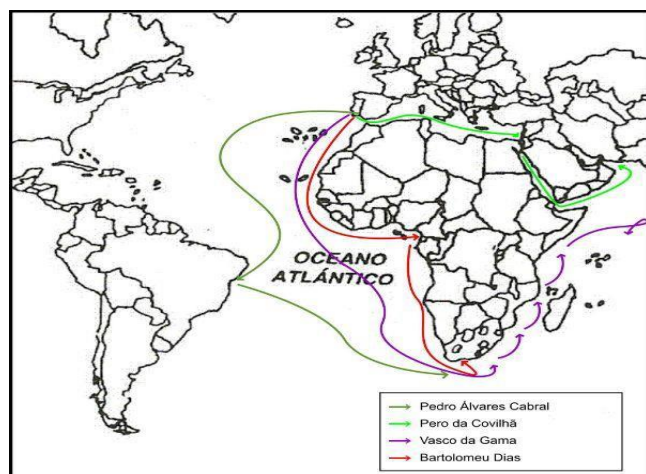 OCEANO
ATLÁNTICO
Pedro Álvares Cabral
Pero da Covilhã
Vasco da Gama
Bartolomeu Dias